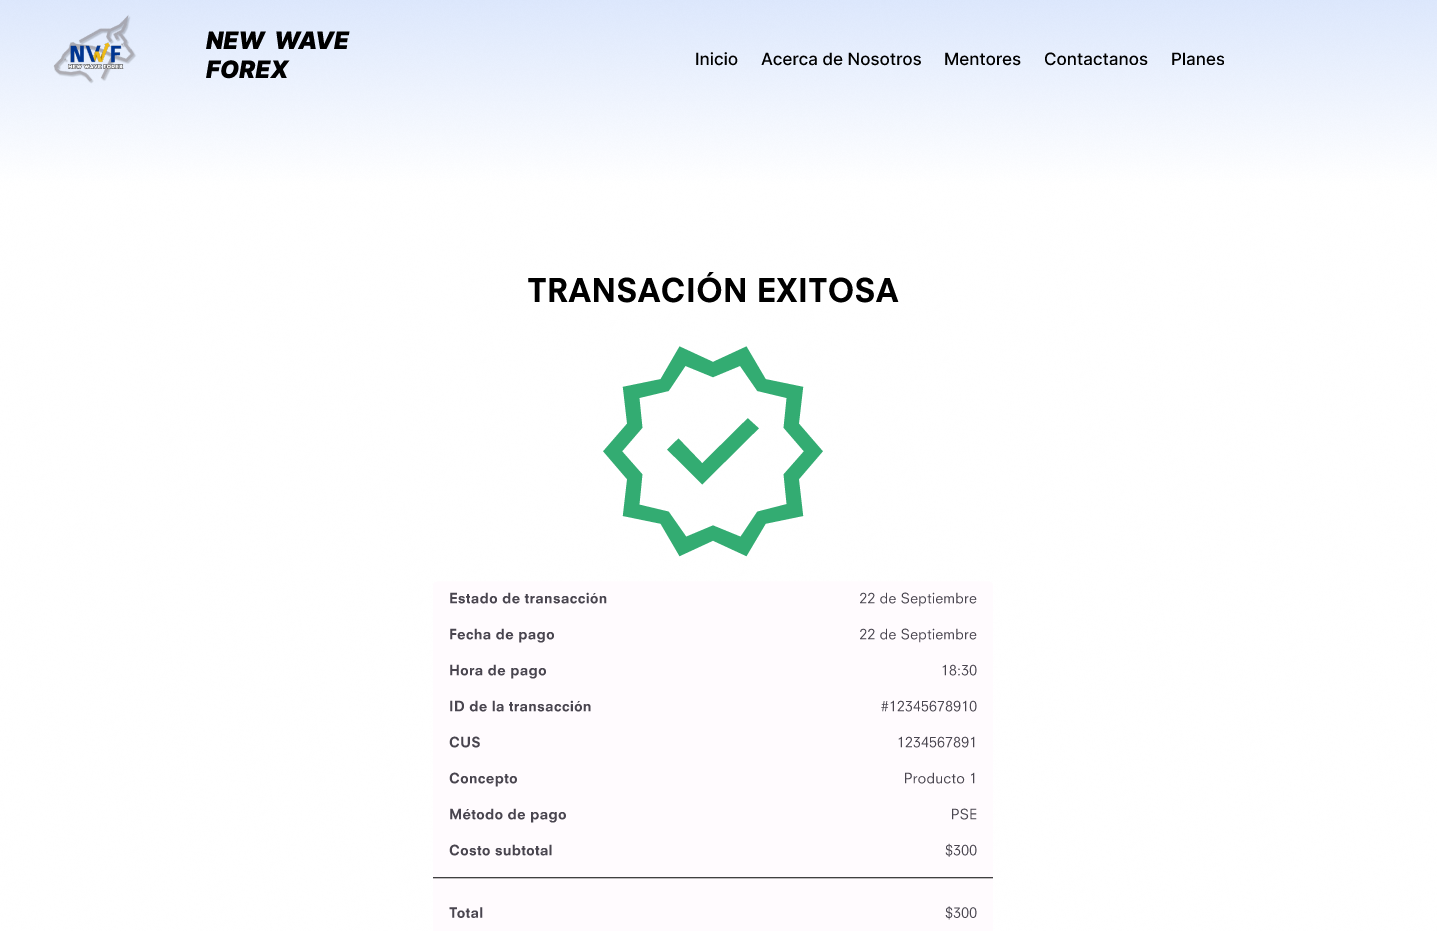 NWF
NEW WAVE FOREX
NEW WAVE
FOREX
Inicio Acerca de Nosotros Mentores Contactanos Planes
TRANSACIÓN EXITOSA
Estado de transacción 22 de Septiembre
Fecha de pago 22 de Septiembre
Hora de pago 18:30
ID de la transacción #12345678910
CUS 1234567891
Concepto Producto 1
Método de pago PSE
Costo subtotal $300
Total $300